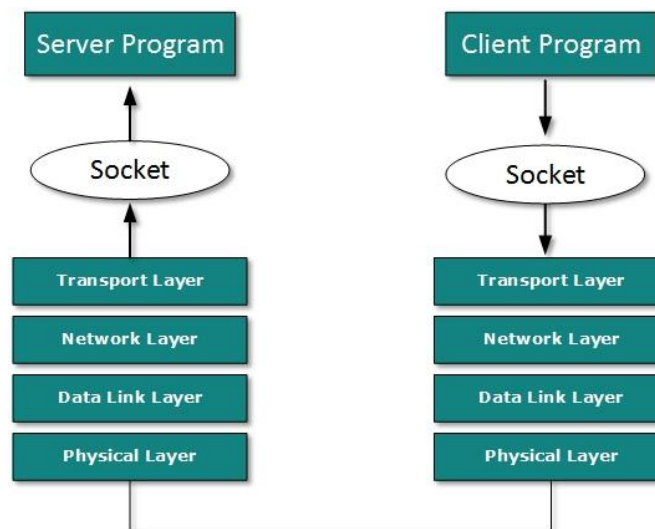 Server Program
Client Program
Socket
Socket
Transport Layer
Transport Layer
Network Layer
Network Layer
Data Link Layer
Data Link Layer
Physical Layer
Physical Layer